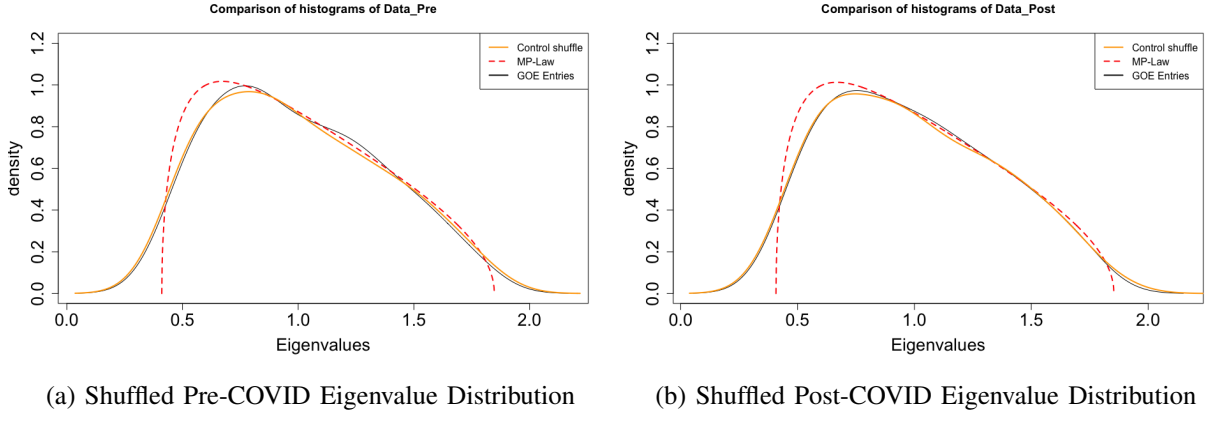 Comparison of histograms of Data_Pre
density
0.0 0.2 0.4 0.6 0.8 1.0 1.2
Control shuffle
MP-Law
GOE Entries
0.0 0.5 1.0 1.5 2.0
Eigenvalues
(a) Shuffled Pre-COVID Eigenvalue Distribution
Comparison of histograms of Data_Post
density
0.0 0.2 0.4 0.6 0.8 1.0 1.2
Control shuffle
MP-Law
GOE Entries
0.0 0.5 1.0 1.5 2.0
Eigenvalues
(b) Shuffled Post-COVID Eigenvalue Distribution